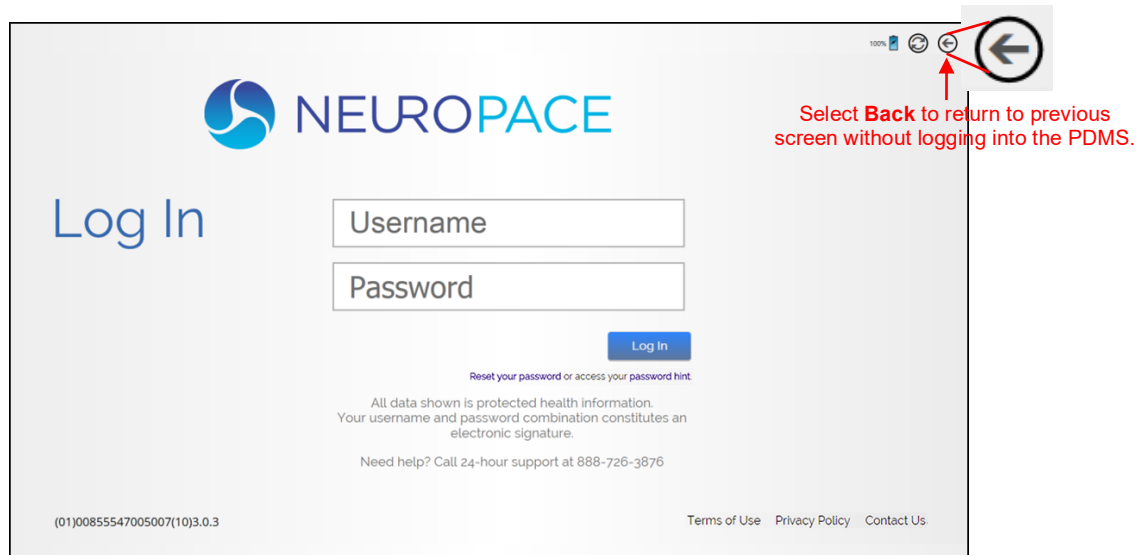 100%
Select Back to return to previous
screen without logging into the PDMS.
NEUROPACE
Log In
Username
Password
Log In
Reset your password or access your password hint.
All data shown is protected health information.
Your username and password combination constitutes an
electronic signature.
Need help? Call 24-hour support at 888-726-3876
(01)00855547005007(10)3.0.3
Terms of Use Privacy Policy Contact Us